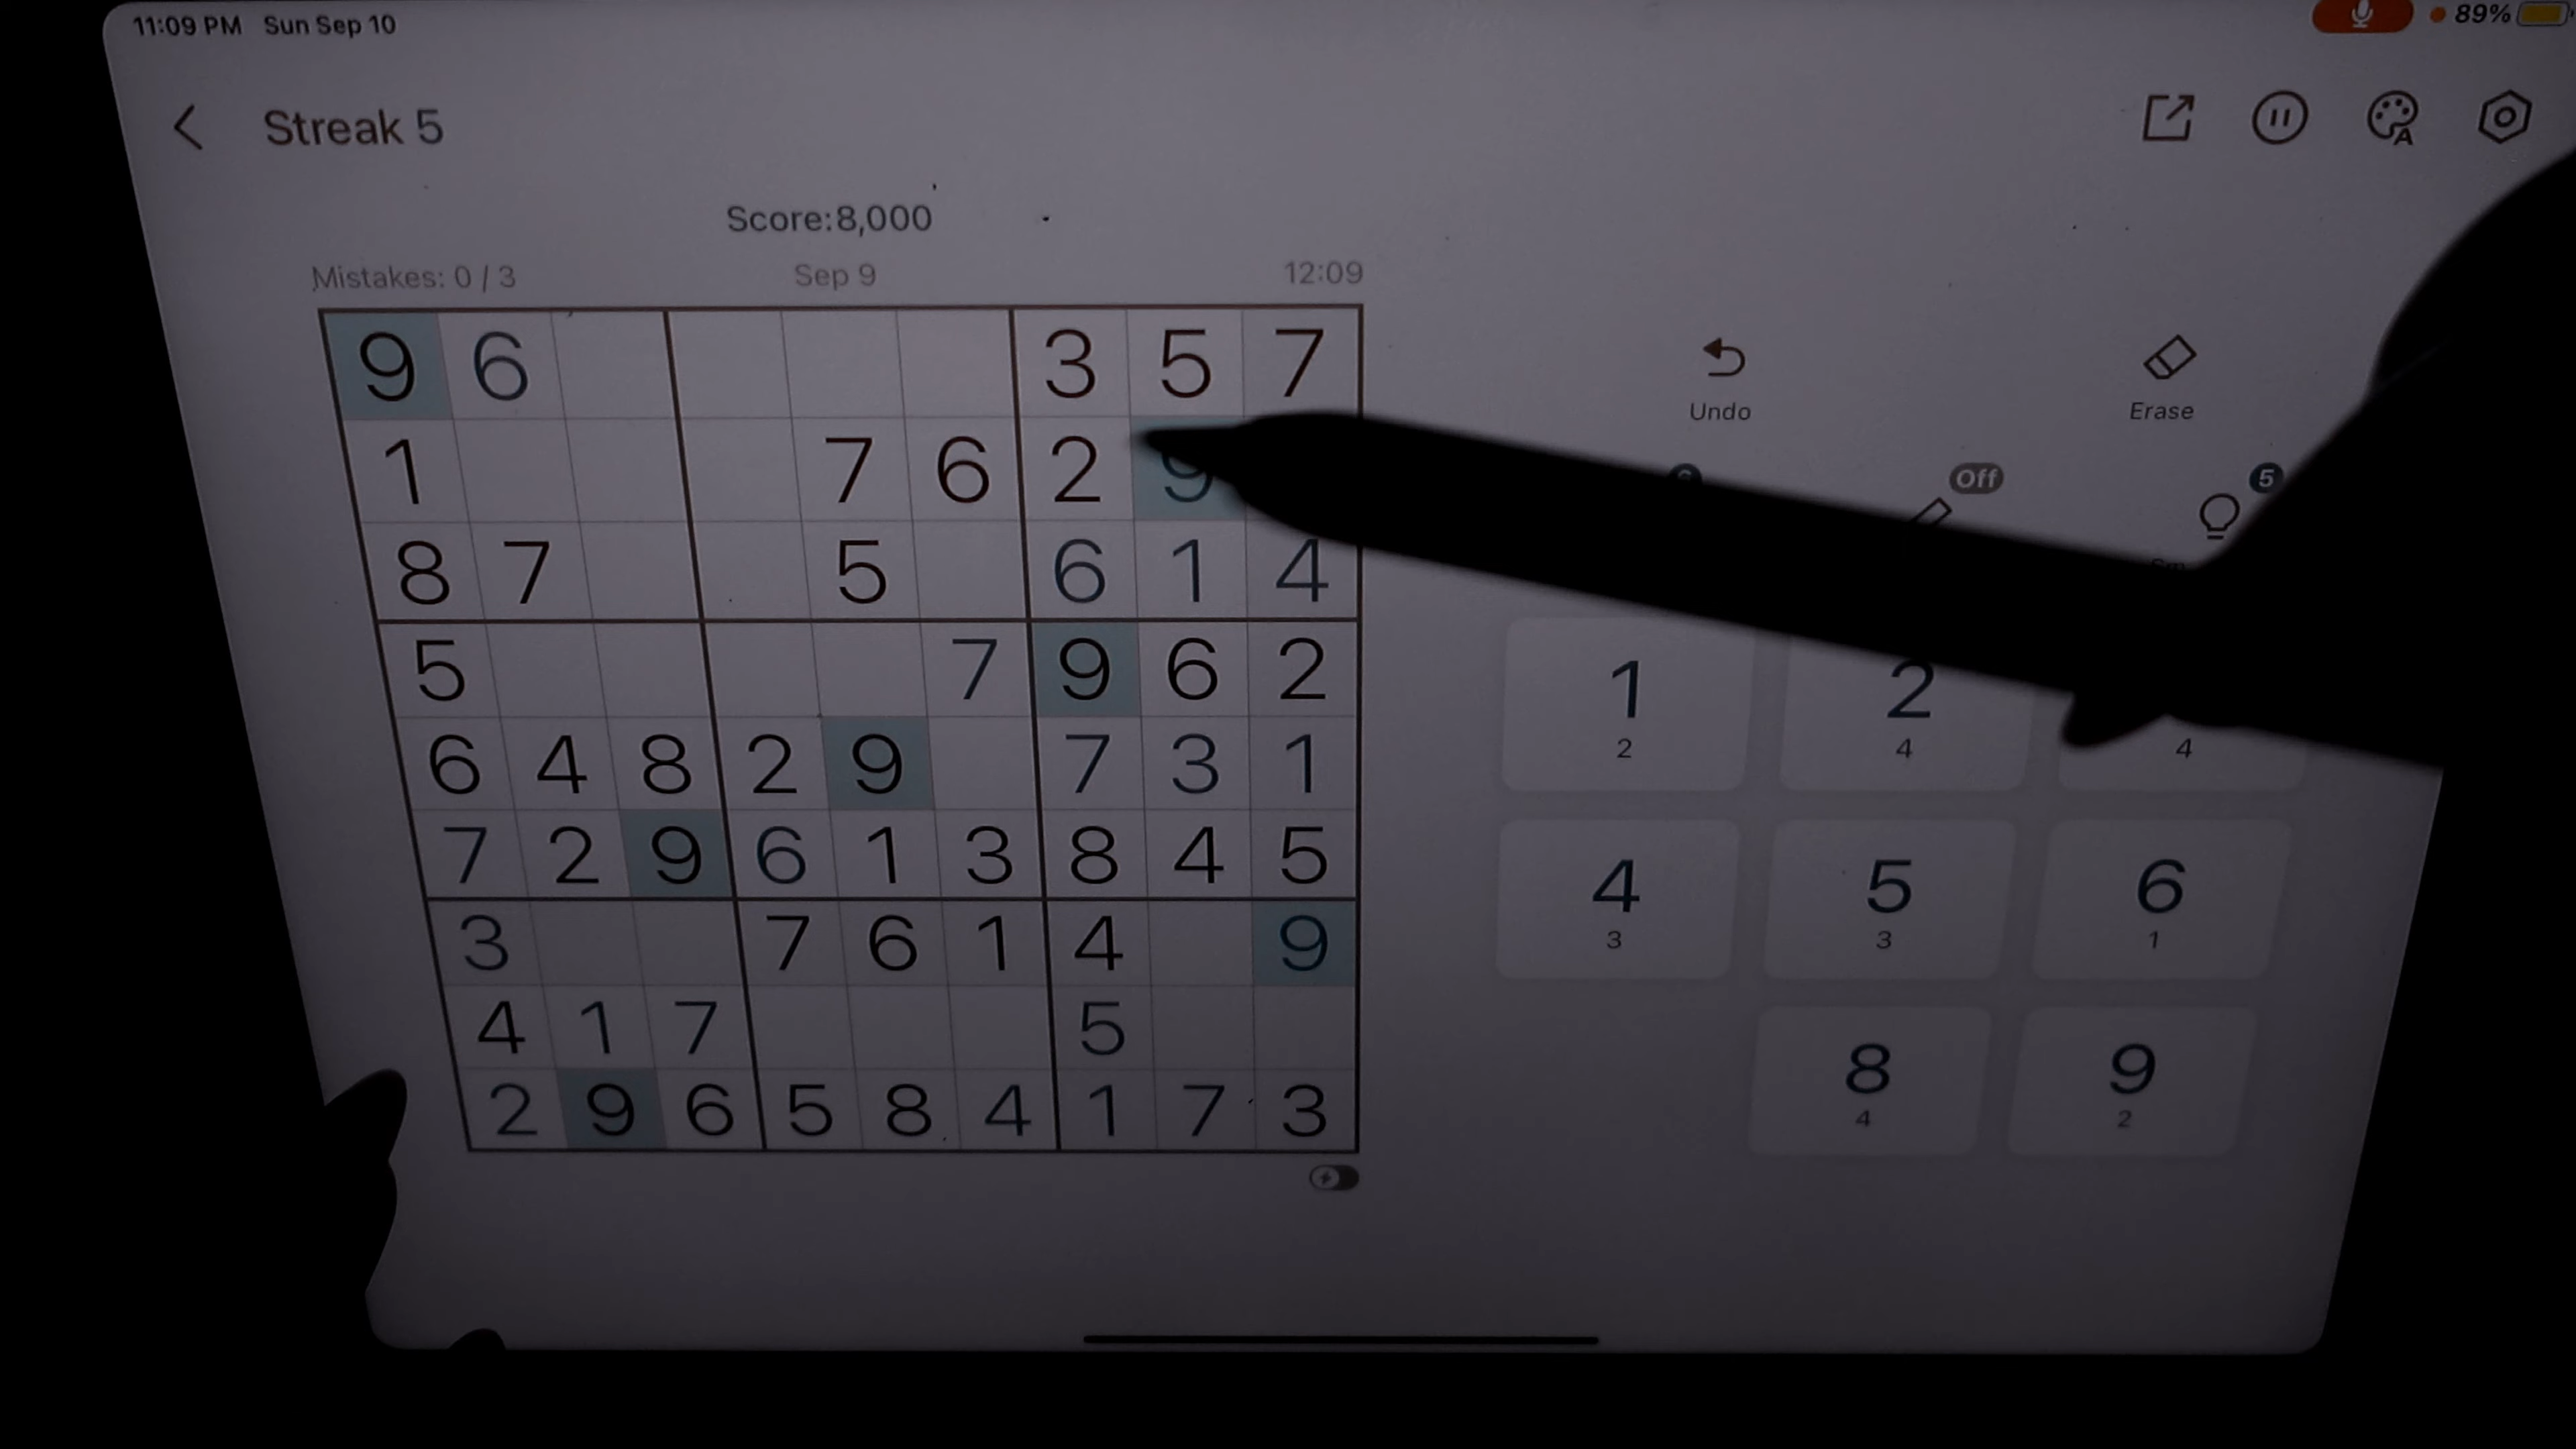 11:09 PM Sun Sep 10 89%
Streak 5
Score:8,000
Mistakes: 0 / 3 Sep 9 12:09
9 6 3 5 7
1 7 6 2 9
8 7 5 6 1 4
5 7 9 6 2
6 4 8 2 9 7 3 1
7 2 9 6 1 3 8 4 5
3 7 6 1 4 9
4 1 7 5
2 9 6 5 8 4 1 7 3
Undo Erase
Off 5
1 2
2 4
4
4 5 6
3 3 1
8 9
4 2